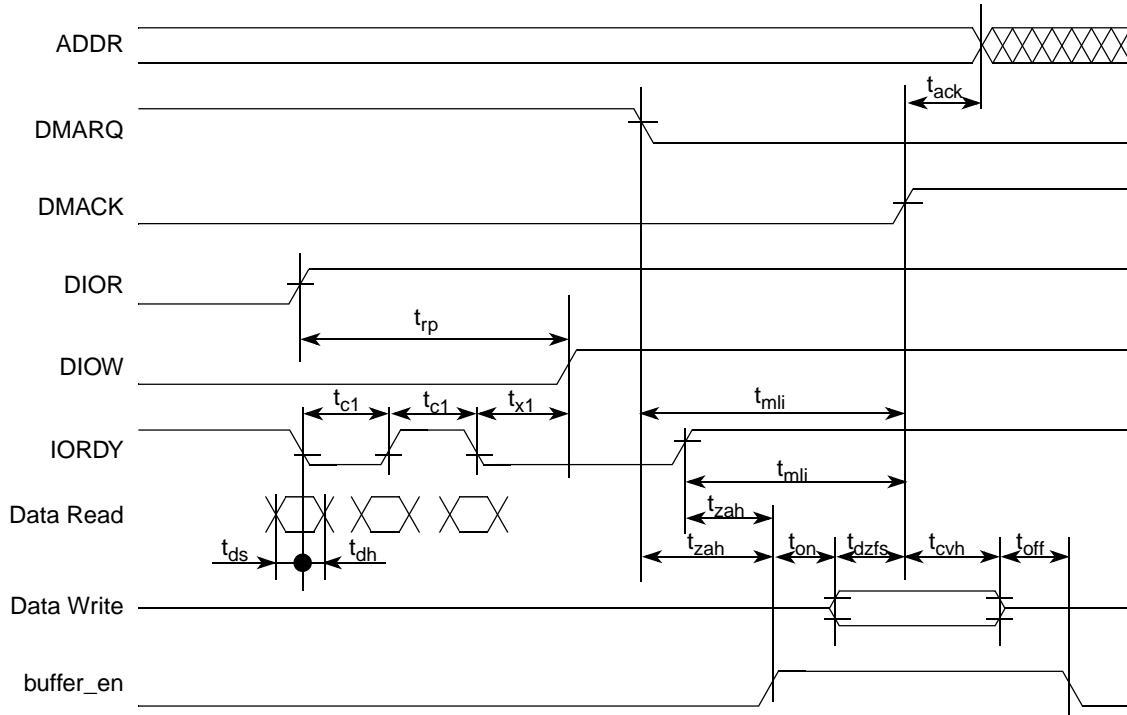 ADDR
t_ack
DMARQ
DMACK
DIOR
t_rp
DIOW
t_c1 t_c1 t_x1 t_mli
IORDY
t_mli
t_zah
Data Read
t_ds t_dh t_zah t_on t_dzfs t_cvh t_off
Data Write
buffer_en